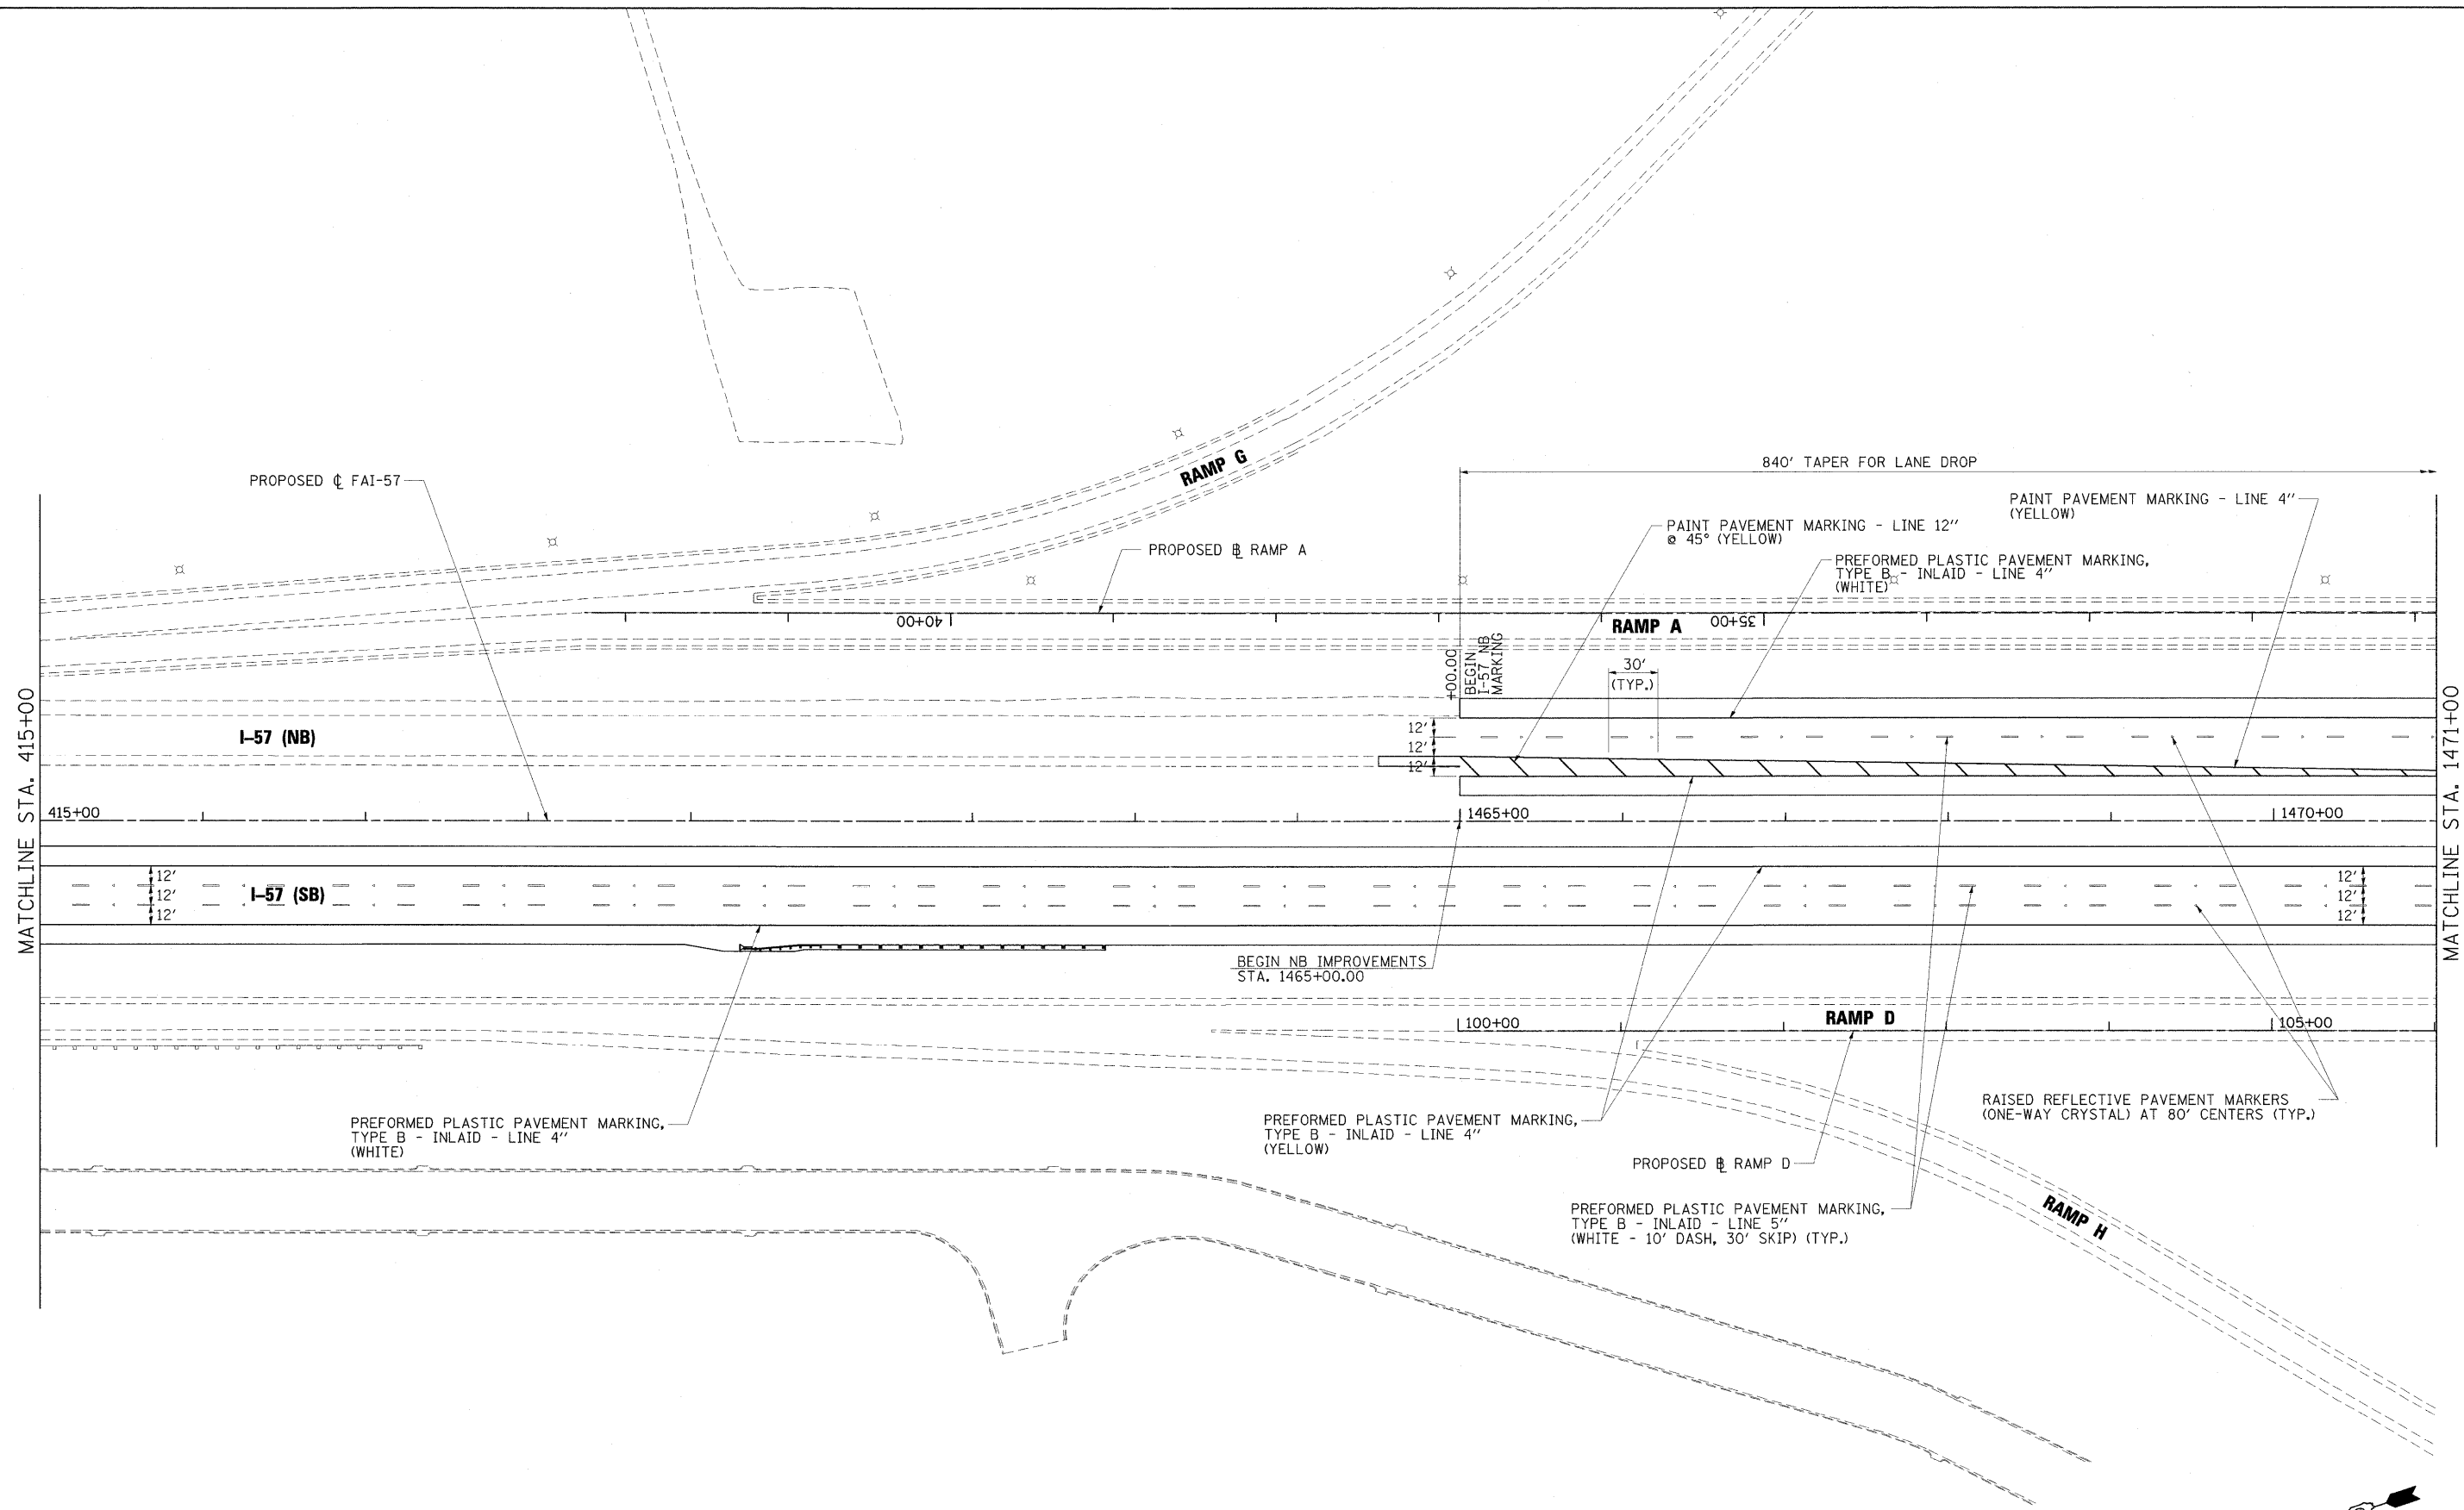 RAMP G
840' TAPER FOR LANE DROP
PROPOSED ℄ FAI-57
PAINT PAVEMENT MARKING - LINE 4"
(YELLOW)
PAINT PAVEMENT MARKING - LINE 12"
@ 45° (YELLOW)
PROPOSED B̲L̲ RAMP A
PREFORMED PLASTIC PAVEMENT MARKING,
TYPE B - INLAID - LINE 4"
(WHITE)
40+00
RAMP A
35+00
+00.00
BEGIN
I-57 NB
MARKING
30'
(TYP.)
MATCHLINE STA. 415+00
I-57 (NB)
12'
12'
12'
MATCHLINE STA. 1471+00
415+00
1465+00
1470+00
12'
12'
12'
I-57 (SB)
12'
12'
12'
BEGIN NB IMPROVEMENTS
STA. 1465+00.00
100+00
RAMP D
105+00
RAISED REFLECTIVE PAVEMENT MARKERS
(ONE-WAY CRYSTAL) AT 80' CENTERS (TYP.)
PREFORMED PLASTIC PAVEMENT MARKING,
TYPE B - INLAID - LINE 4"
(WHITE)
PREFORMED PLASTIC PAVEMENT MARKING,
TYPE B - INLAID - LINE 4"
(YELLOW)
PROPOSED B̲L̲ RAMP D
PREFORMED PLASTIC PAVEMENT MARKING,
TYPE B - INLAID - LINE 5"
(WHITE - 10' DASH, 30' SKIP) (TYP.)
RAMP H